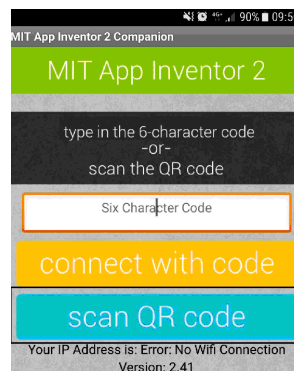 90% 09:5
MIT App Inventor 2 Companion
MIT App Inventor 2
type in the 6-character code
-or-
scan the QR code
Six Character Code
connect with code
scan QR code
Your IP Address is: Error: No Wifi Connection
Version: 2.41